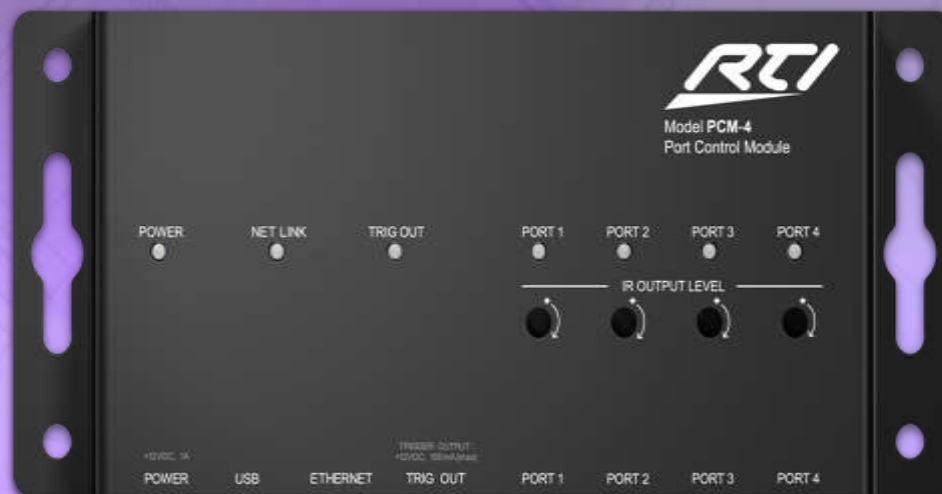 RTI
Model PCM-4
Port Control Module
POWER NET LINK TRIG OUT PORT 1 PORT 2 PORT 3 PORT 4
IR OUTPUT LEVEL
+12VDC, 1A
TRIGGER OUTPUT:
+12VDC, 100mA(max)
POWER USB ETHERNET TRIG OUT PORT 1 PORT 2 PORT 3 PORT 4